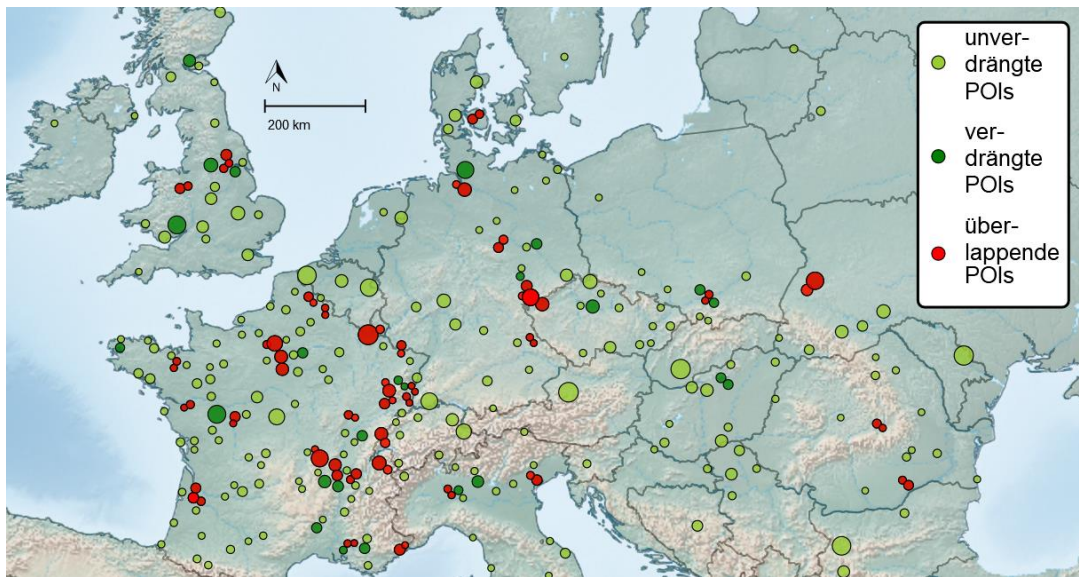 N
200 km
unver-
drängte
POIs
ver-
drängte
POIs
über-
lappende
POIs